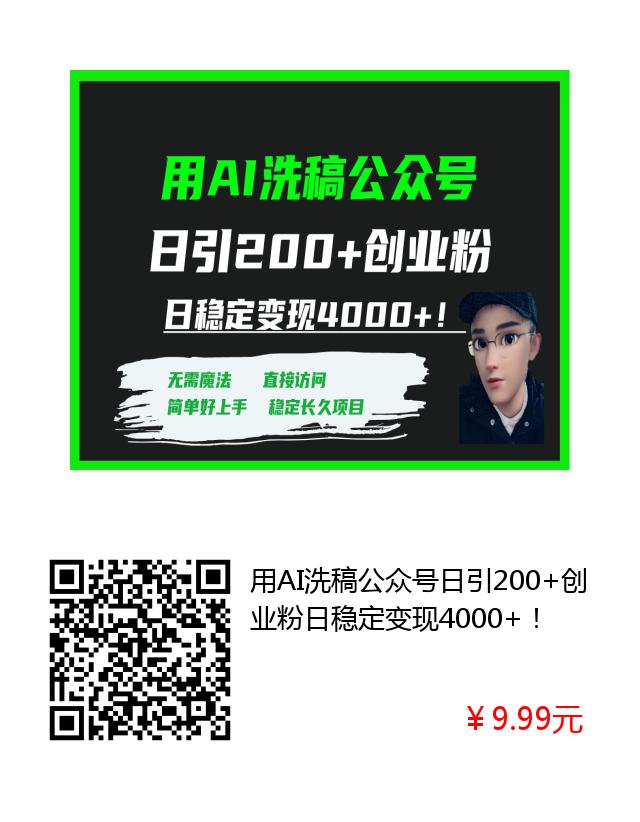 用AI洗稿公众号
日引200+创业粉
日稳定变现4000+!
无需魔法 直接访问
简单好上手 稳定长久项目
用AI洗稿公众号日引200+创
业粉日稳定变现4000+！
￥9.99元